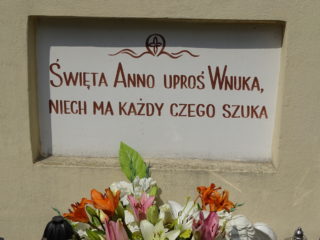 ŚWIĘTA ANNO UPROŚ WNUKA,
NIECH MA KAŻDY CZEGO SZUKA